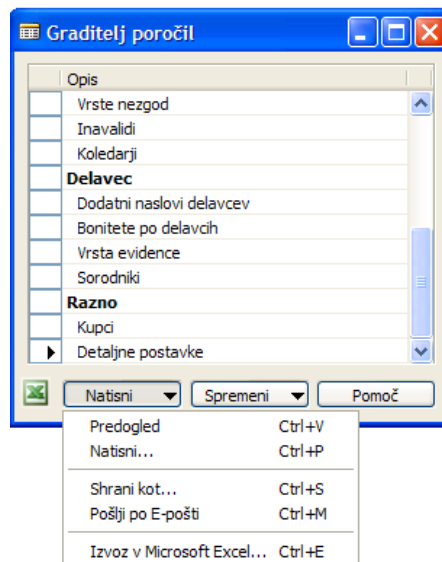 Graditelj poročil
Opis
Vrste nezgod
Inavalidi
Koledarji
Delavec
Dodatni naslovi delavcev
Bonitete po delavcih
Vrsta evidence
Sorodniki
Razno
Kupci
Detaljne postavke
Natisni Spremeni Pomoč
Predogled Ctrl+V
Natisni... Ctrl+P
Shrani kot... Ctrl+S
Pošlji po E-pošti Ctrl+M
Izvoz v Microsoft Excel... Ctrl+E